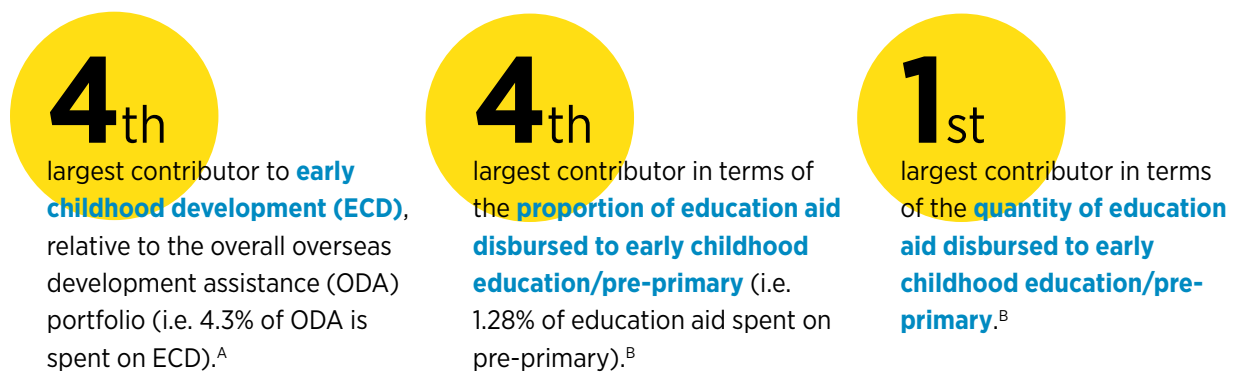 4th
largest contributor to early
childhood development (ECD),
relative to the overall overseas
development assistance (ODA)
portfolio (i.e. 4.3% of ODA is
spent on ECD).A
4th
largest contributor in terms of
the proportion of education aid
disbursed to early childhood
education/pre-primary (i.e.
1.28% of education aid spent on
pre-primary).B
1st
largest contributor in terms
of the quantity of education
aid disbursed to early
childhood education/pre-
primary.B